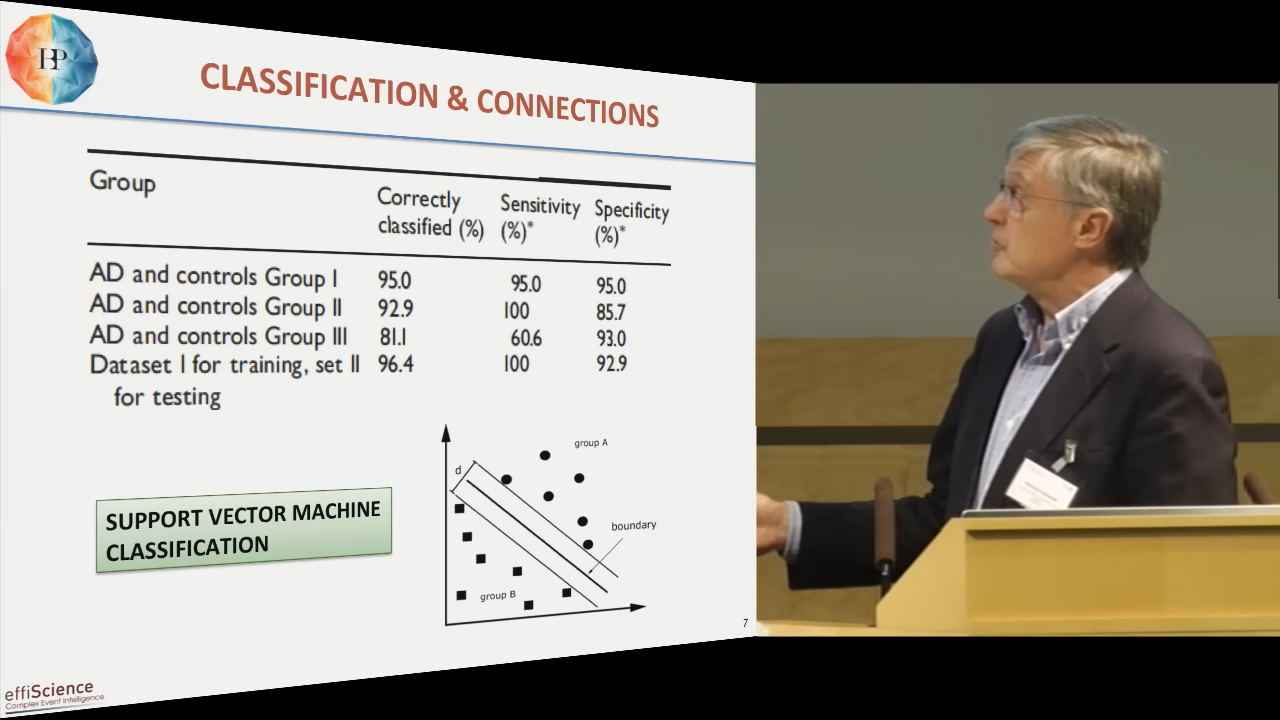 HP
CLASSIFICATION & CONNECTIONS
Group
Correctly
classified (%)
Sensitivity
(%)*
Specificity
(%)*
AD and controls Group I 95.0 95.0 95.0
AD and controls Group II 92.9 100 85.7
AD and controls Group III 81.1 60.6 93.0
Dataset I for training, set II 96.4 100 92.9
for testing
group A
d
boundary
group B
SUPPORT VECTOR MACHINE
CLASSIFICATION
7
effiScience
Complex Event Intelligence